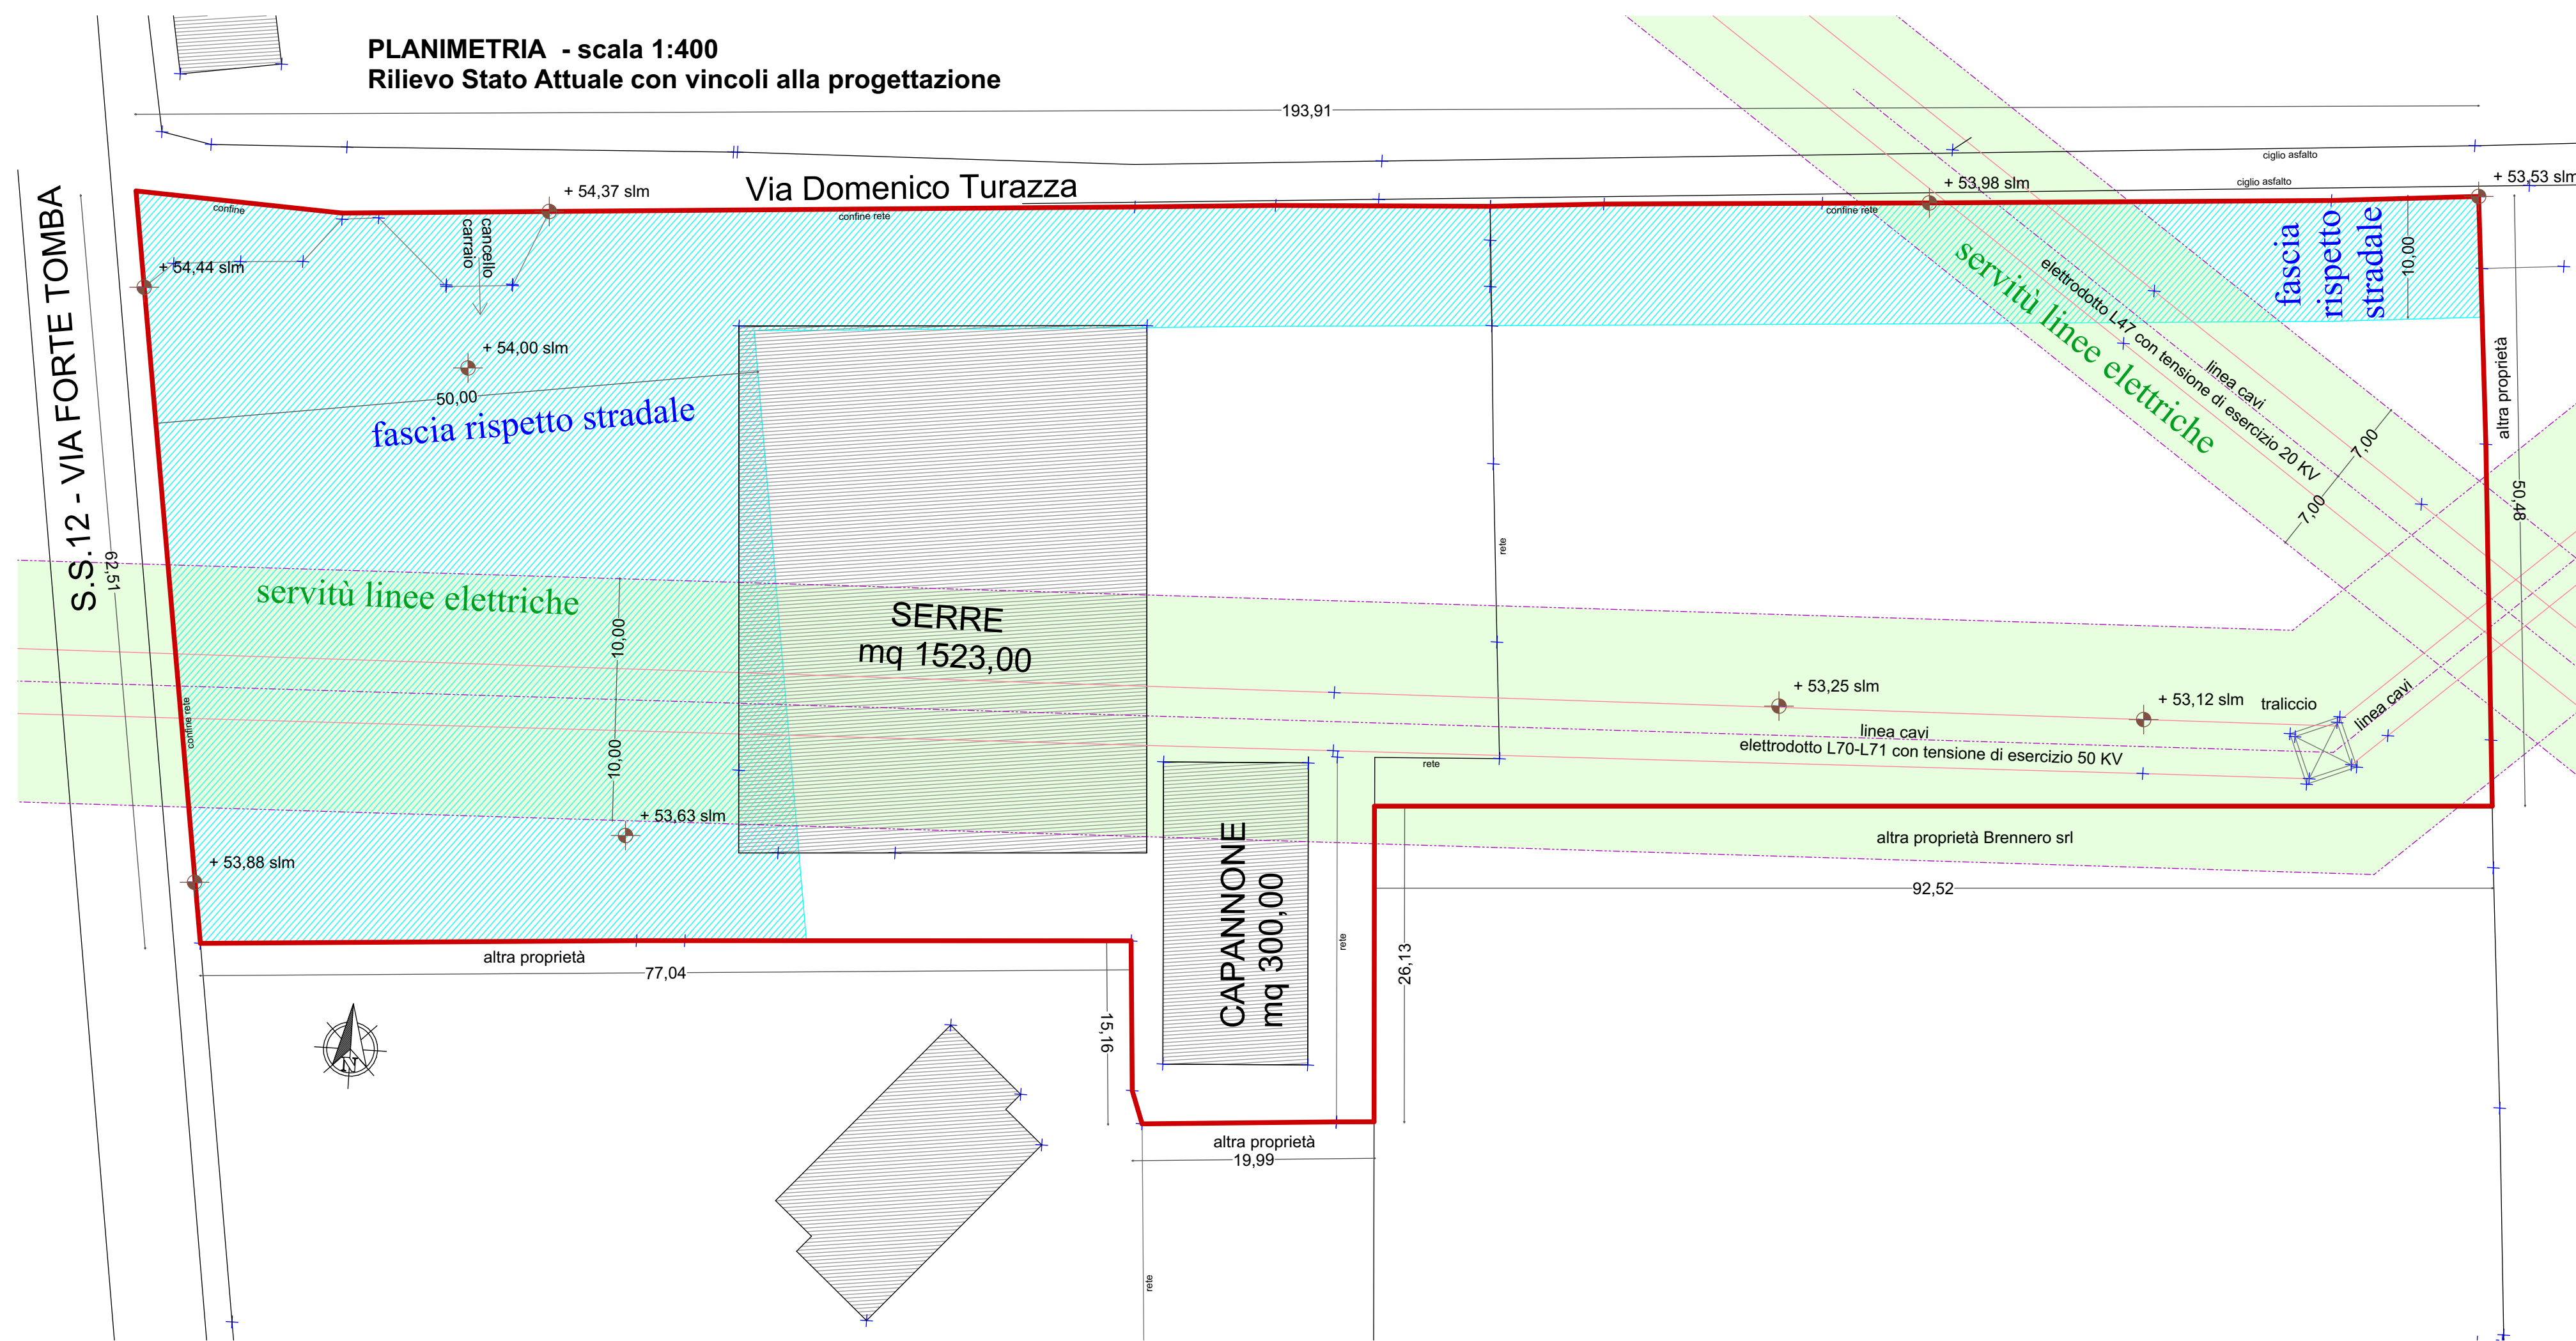 PLANIMETRIA - scala 1:400
Rilievo Stato Attuale con vincoli alla progettazione
193,91
ciglio asfalto
ciglio asfalto
Via Domenico Turazza
+ 54,37 slm
+ 53,98 slm
+ 53,53 slm
confine
confine rete
confine rete
cancello
carraio
+ 54,44 slm
+ 54,00 slm
50,00
fascia rispetto stradale
S.S.12 - VIA FORTE TOMBA
62,51
fascia
rispetto
stradale
10,00
servitù linee elettriche
elettrodotto L47 con tensione di esercizio 20 KV
linea cavi
7,00
7,00
altra proprietà
50,48
rete
servitù linee elettriche
10,00
10,00
SERRE
mq 1523,00
confine rete
+ 53,25 slm
+ 53,12 slm
traliccio
linea cavi
linea cavi
elettrodotto L70-L71 con tensione di esercizio 50 KV
rete
+ 53,63 slm
+ 53,88 slm
altra proprietà Brennero srl
92,52
CAPANNONE
mq 300,00
rete
26,13
altra proprietà
77,04
15,16
N
altra proprietà
19,99
rete